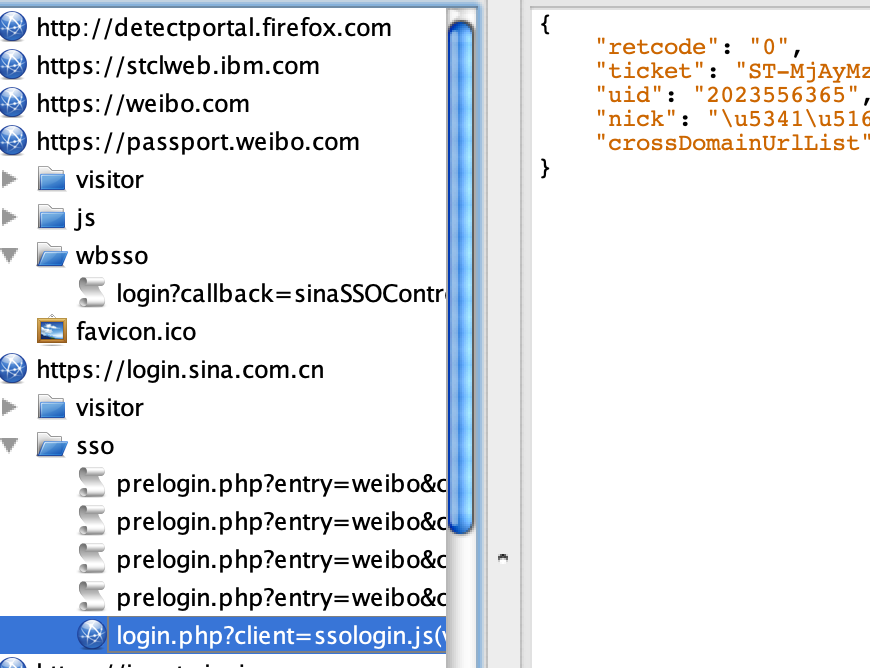 http://detectportal.firefox.com
https://stclweb.ibm.com
https://weibo.com
https://passport.weibo.com
visitor
js
wbsso
login?callback=sinaSSOContr
favicon.ico
https://login.sina.com.cn
visitor
sso
prelogin.php?entry=weibo&c
prelogin.php?entry=weibo&c
prelogin.php?entry=weibo&c
prelogin.php?entry=weibo&c
login.php?client=ssologin.js(v
{
"retcode": "0",
"ticket": "ST-MjAyMz
"uid": "2023556365",
"nick": "\u5341\u516
"crossDomainUrlList"
}